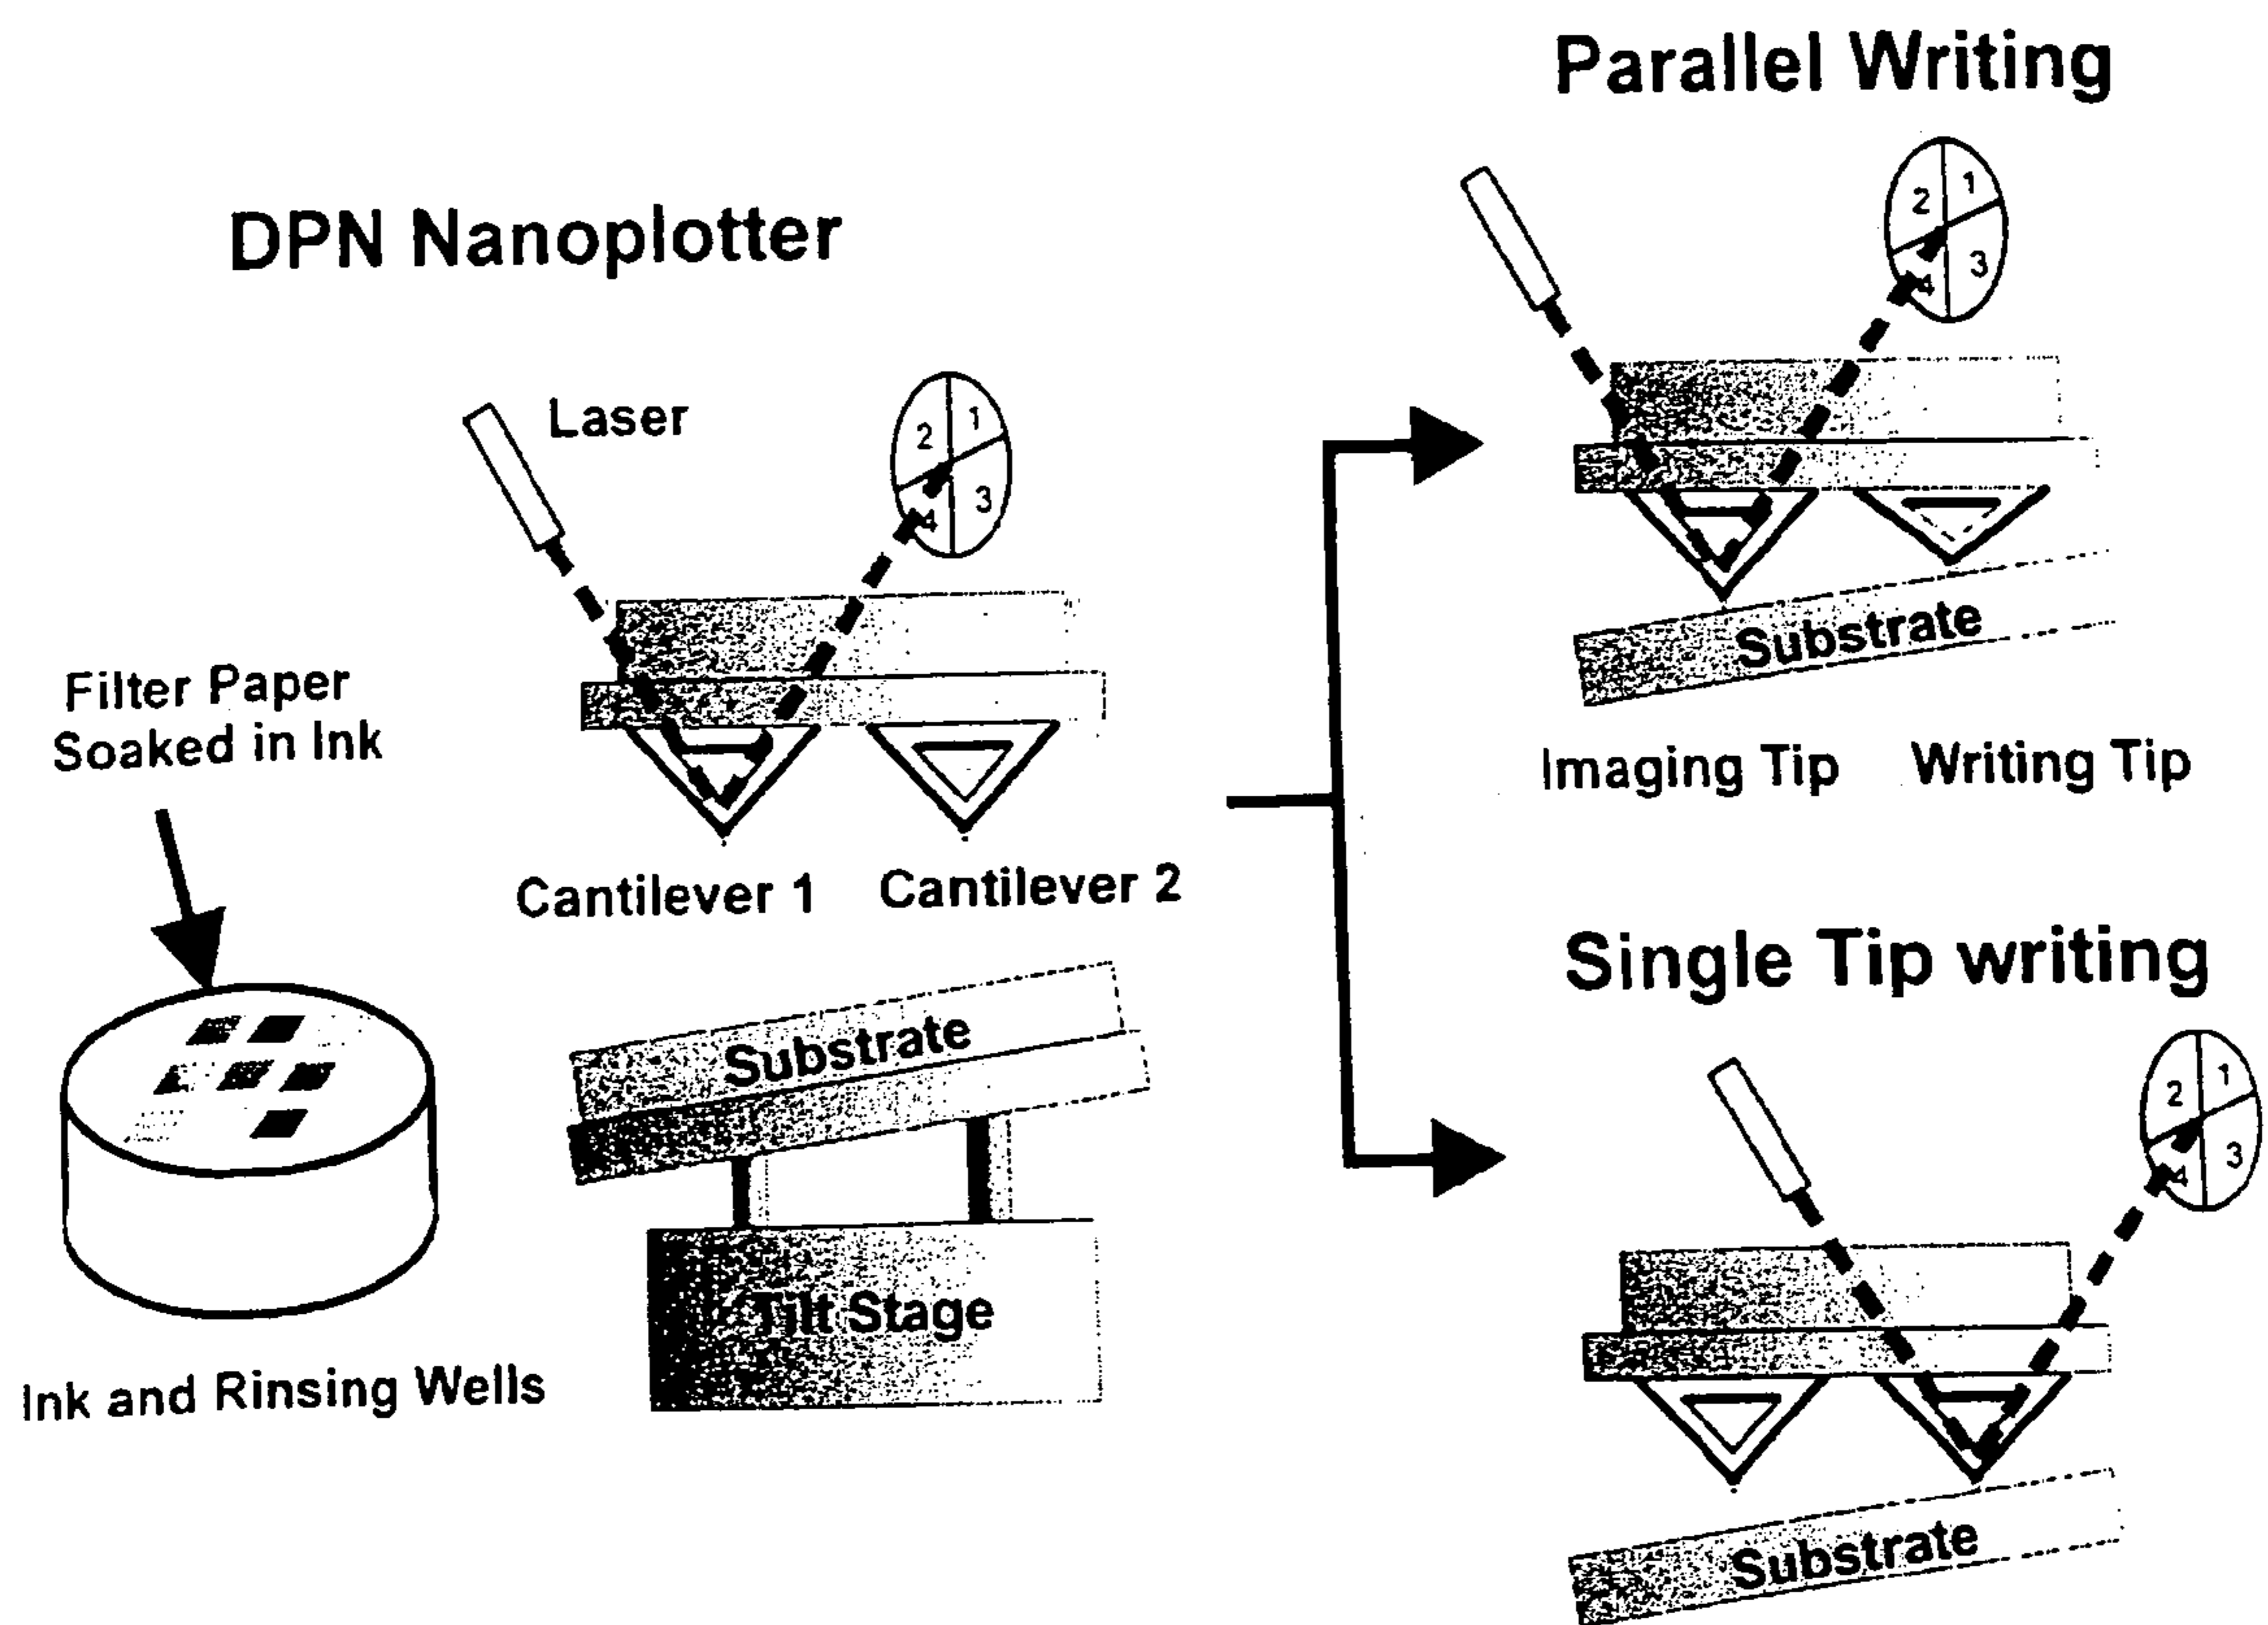 Parallel Writing
2 1
4 3
DPN Nanoplotter
Laser
2 1
4 3
Substrate
Filter Paper
Soaked in Ink
Imaging Tip Writing Tip
Cantilever 1 Cantilever 2
Single Tip writing
Substrate
2 1
4 3
Tilt Stage
Ink and Rinsing Wells
Substrate